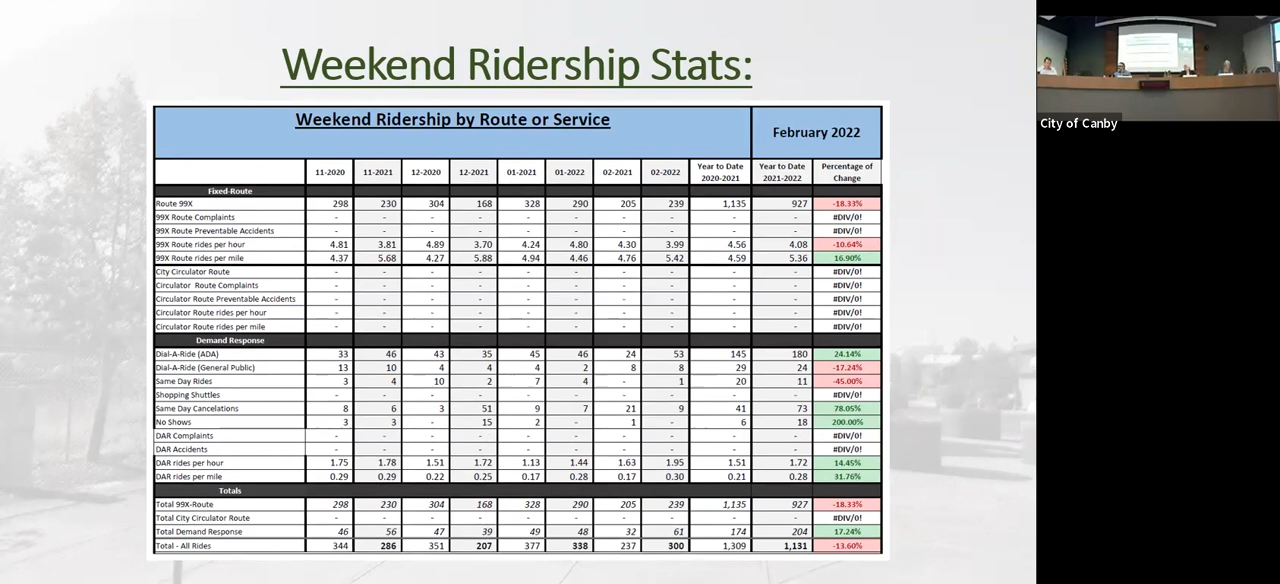 Weekend Ridership Stats:
Weekend Ridership by Route or Service
February 2022
11-2020 11-2021 12-2020 12-2021 01-2021 01-2022 02-2021 02-2022 Year to Date 2020-2021 Year to Date 2021-2022 Percentage of Change
Fixed-Route
Route 99X 298 230 304 168 328 290 205 239 1,135 927 -18.33%
99X Route Complaints - - - - - - - - - - #DIV/0!
99X Route Preventable Accidents - - - - - - - - - - #DIV/0!
99X Route rides per hour 4.81 3.81 4.89 3.70 4.24 4.80 4.30 3.99 4.56 4.08 -10.64%
99X Route rides per mile 4.37 5.68 4.27 5.88 4.94 4.46 4.76 5.42 4.59 5.36 16.90%
City Circulator Route - - - - - - - - - - #DIV/0!
Circulator Route Complaints - - - - - - - - - - #DIV/0!
Circulator Route Preventable Accidents - - - - - - - - - - #DIV/0!
Circulator Route rides per hour - - - - - - - - - - #DIV/0!
Circulator Route rides per mile - - - - - - - - - - #DIV/0!
Demand Response
Dial-A-Ride (ADA) 33 46 43 35 45 46 24 53 145 180 24.14%
Dial-A-Ride (General Public) 13 10 4 4 4 2 8 8 29 24 -17.24%
Same Day Rides 3 4 10 2 7 4 - 1 20 11 -45.00%
Shopping Shuttles - - - - - - - - - - #DIV/0!
Same Day Cancelations 8 6 3 51 9 7 21 9 41 73 78.05%
No Shows 3 3 - 15 2 - 1 - 6 18 200.00%
DAR Complaints - - - - - - - - - - #DIV/0!
DAR Accidents - - - - - - - - - - #DIV/0!
DAR rides per hour 1.75 1.78 1.51 1.72 1.13 1.44 1.63 1.95 1.51 1.72 14.45%
DAR rides per mile 0.29 0.29 0.22 0.25 0.17 0.28 0.17 0.30 0.21 0.28 31.76%
Totals
Total 99X-Route 298 230 304 168 328 290 205 239 1,135 927 -18.33%
Total City Circulator Route - - - - - - - - - - #DIV/0!
Total Demand Response 46 56 47 39 49 48 32 61 174 204 17.24%
Total - All Rides 344 286 351 207 377 338 237 300 1,309 1,131 -13.60%
City of Canby